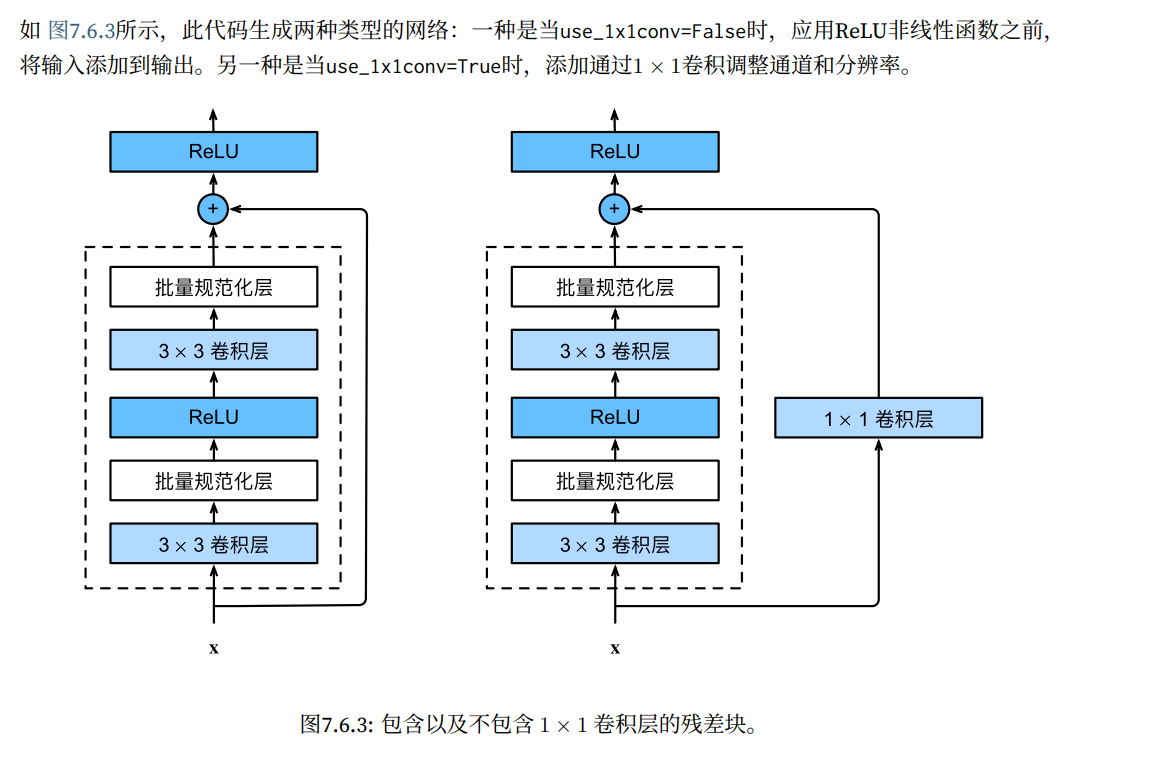 如 图7.6.3所示，此代码生成两种类型的网络：一种是当use_1x1conv=False时，应用ReLU非线性函数之前，
将输入添加到输出。另一种是当use_1x1conv=True时，添加通过1 × 1卷积调整通道和分辨率。
ReLU
+
批量规范化层
3 × 3 卷积层
ReLU
批量规范化层
3 × 3 卷积层
x
ReLU
+
批量规范化层
3 × 3 卷积层
ReLU
批量规范化层
3 × 3 卷积层
1 × 1 卷积层
x
图7.6.3: 包含以及不包含 1 × 1 卷积层的残差块。